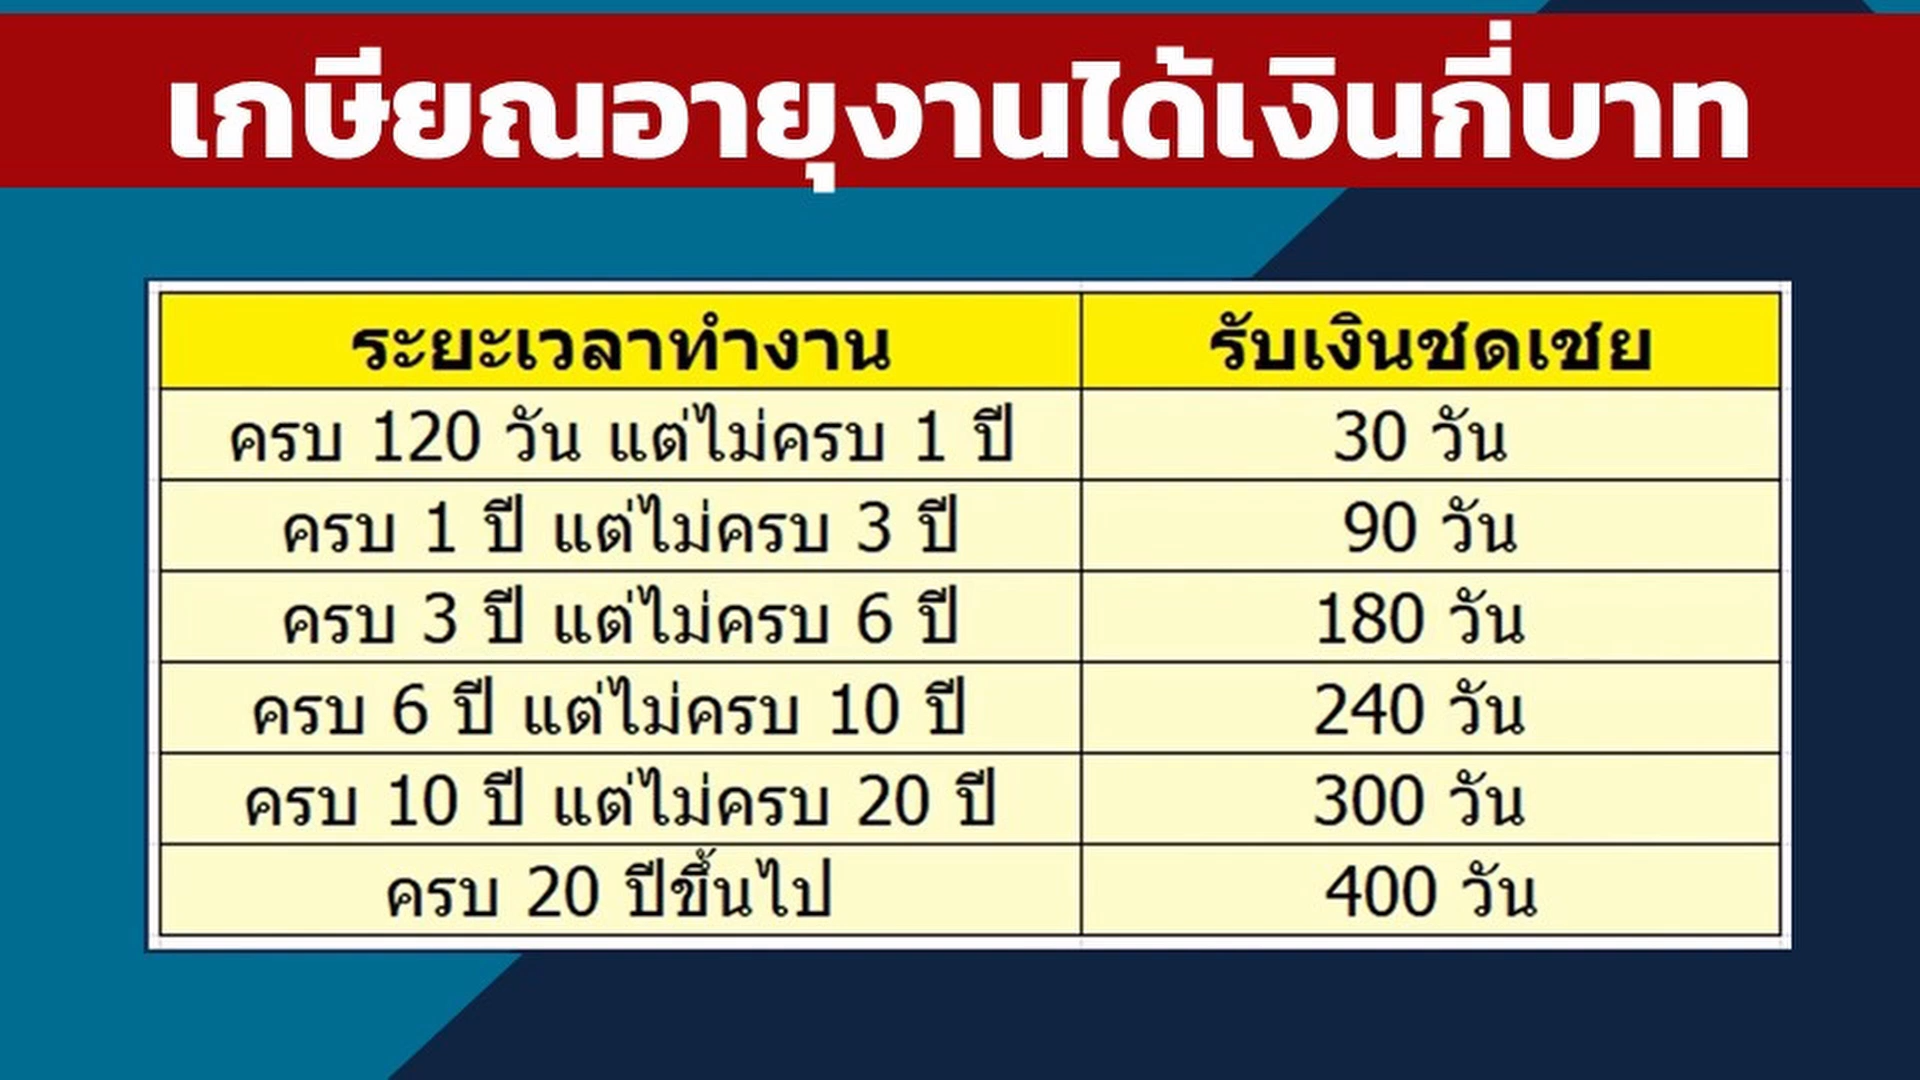 เกษียณอายุงานได้เงินกี่บาท
ระยะเวลาทำงาน รับเงินชดเชย
ครบ 120 วัน แต่ไม่ครบ 1 ปี 30 วัน
ครบ 1 ปี แต่ไม่ครบ 3 ปี 90 วัน
ครบ 3 ปี แต่ไม่ครบ 6 ปี 180 วัน
ครบ 6 ปี แต่ไม่ครบ 10 ปี 240 วัน
ครบ 10 ปี แต่ไม่ครบ 20 ปี 300 วัน
ครบ 20 ปีขึ้นไป 400 วัน